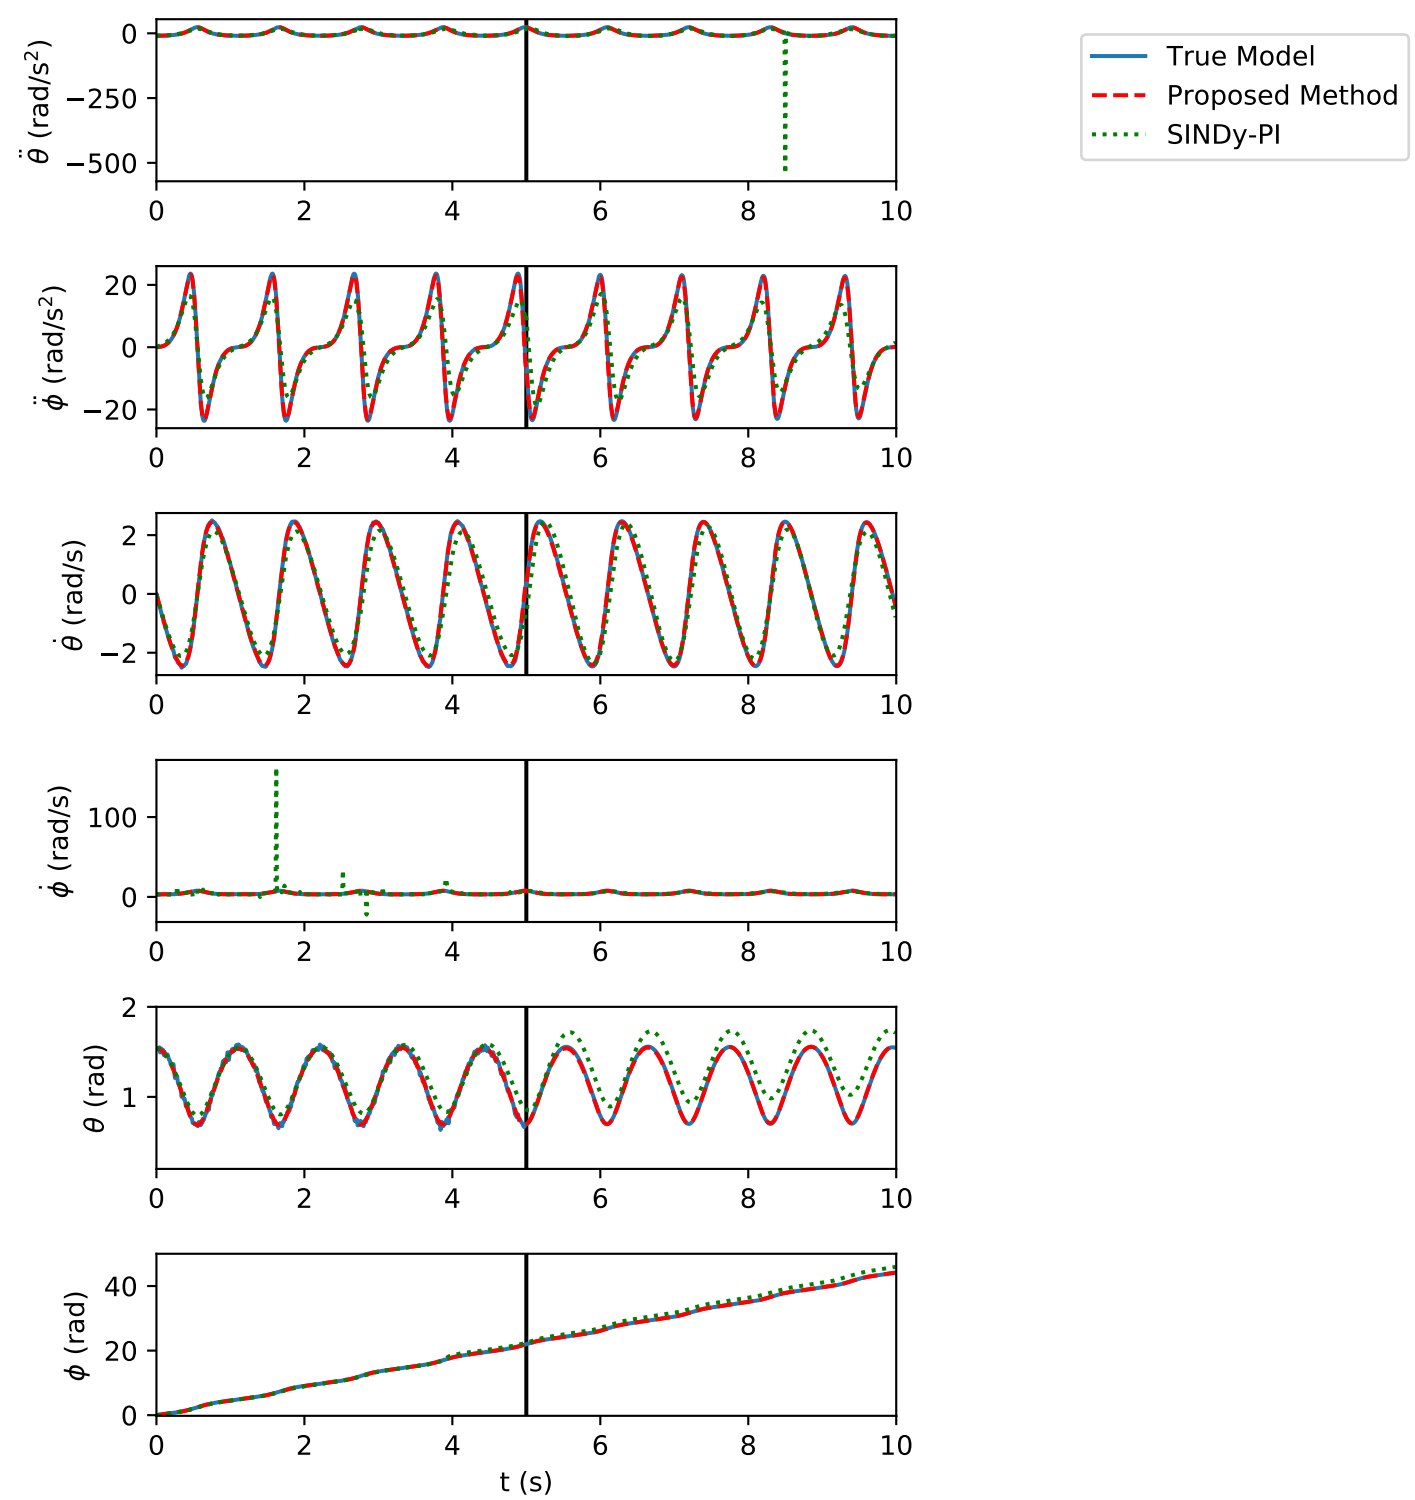 True Model
Proposed Method
SINDy-PI
θ̈ (rad/s²)
0
−250
−500
0 2 4 6 8 10
ϕ̈ (rad/s²)
20
0
−20
0 2 4 6 8 10
θ̇ (rad/s)
2
0
−2
0 2 4 6 8 10
ϕ̇ (rad/s)
100
0
0 2 4 6 8 10
θ (rad)
2
1
0 2 4 6 8 10
ϕ (rad)
40
20
0
0 2 4 6 8 10
t (s)